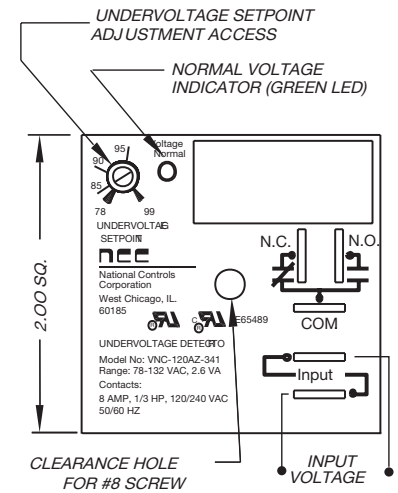 UNDERVOLTAGE SETPOINT
ADJUSTMENT ACCESS
NORMAL VOLTAGE
INDICATOR (GREEN LED)
Voltage
Normal
95
90
85
78
99
UNDERVOLTAGE
SETPOINT
ncc
National Controls
Corporation
West Chicago, IL.
60185
N.C.
N.O.
COM
E65489
UNDERVOLTAGE DETECTO
Model No: VNC-120AZ-341
Range: 78-132 VAC, 2.6 VA
Contacts:
8 AMP, 1/3 HP, 120/240 VAC
50/60 HZ
Input
2.00 SQ.
CLEARANCE HOLE
FOR #8 SCREW
INPUT
VOLTAGE